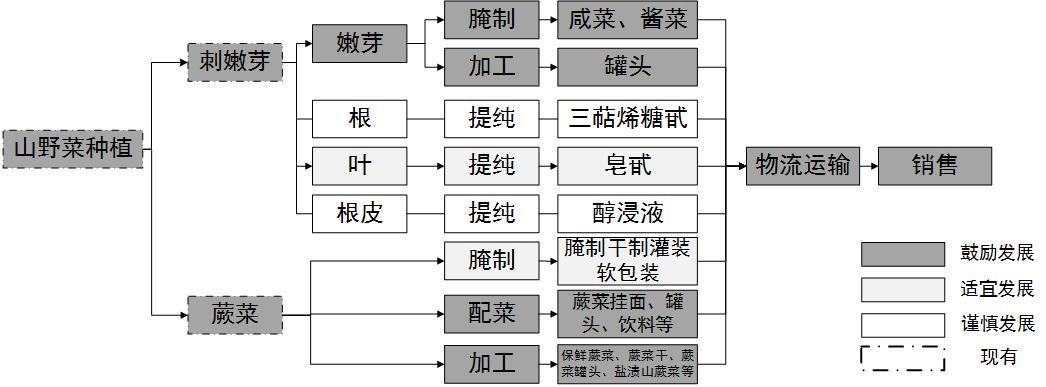 山野菜种植
刺嫩芽
蕨菜
嫩芽
根
叶
根皮
腌制
加工
提纯
提纯
提纯
腌制
配菜
加工
咸菜、酱菜
罐头
三萜烯糖甙
皂甙
醇浸液
腌制干制灌装
软包装
蕨菜挂面、罐
头、饮料等
保鲜蕨菜、蕨菜干、蕨
菜罐头、盐渍山蕨菜等
物流运输
销售
鼓励发展
适宜发展
谨慎发展
现有